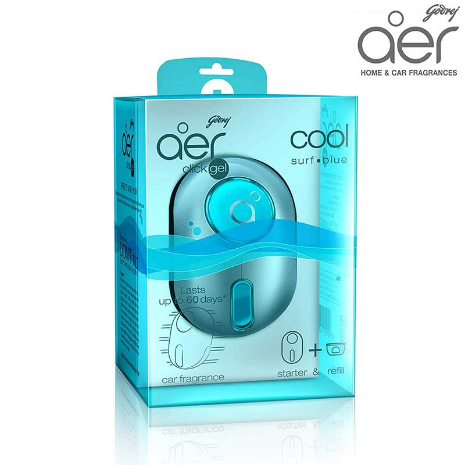 Godrej
aer
HOME & CAR FRAGRANCES
Godrej
aer
click gel
cool
surf • blue
Lasts
up to 60 days*
car fragrance
starter & refill